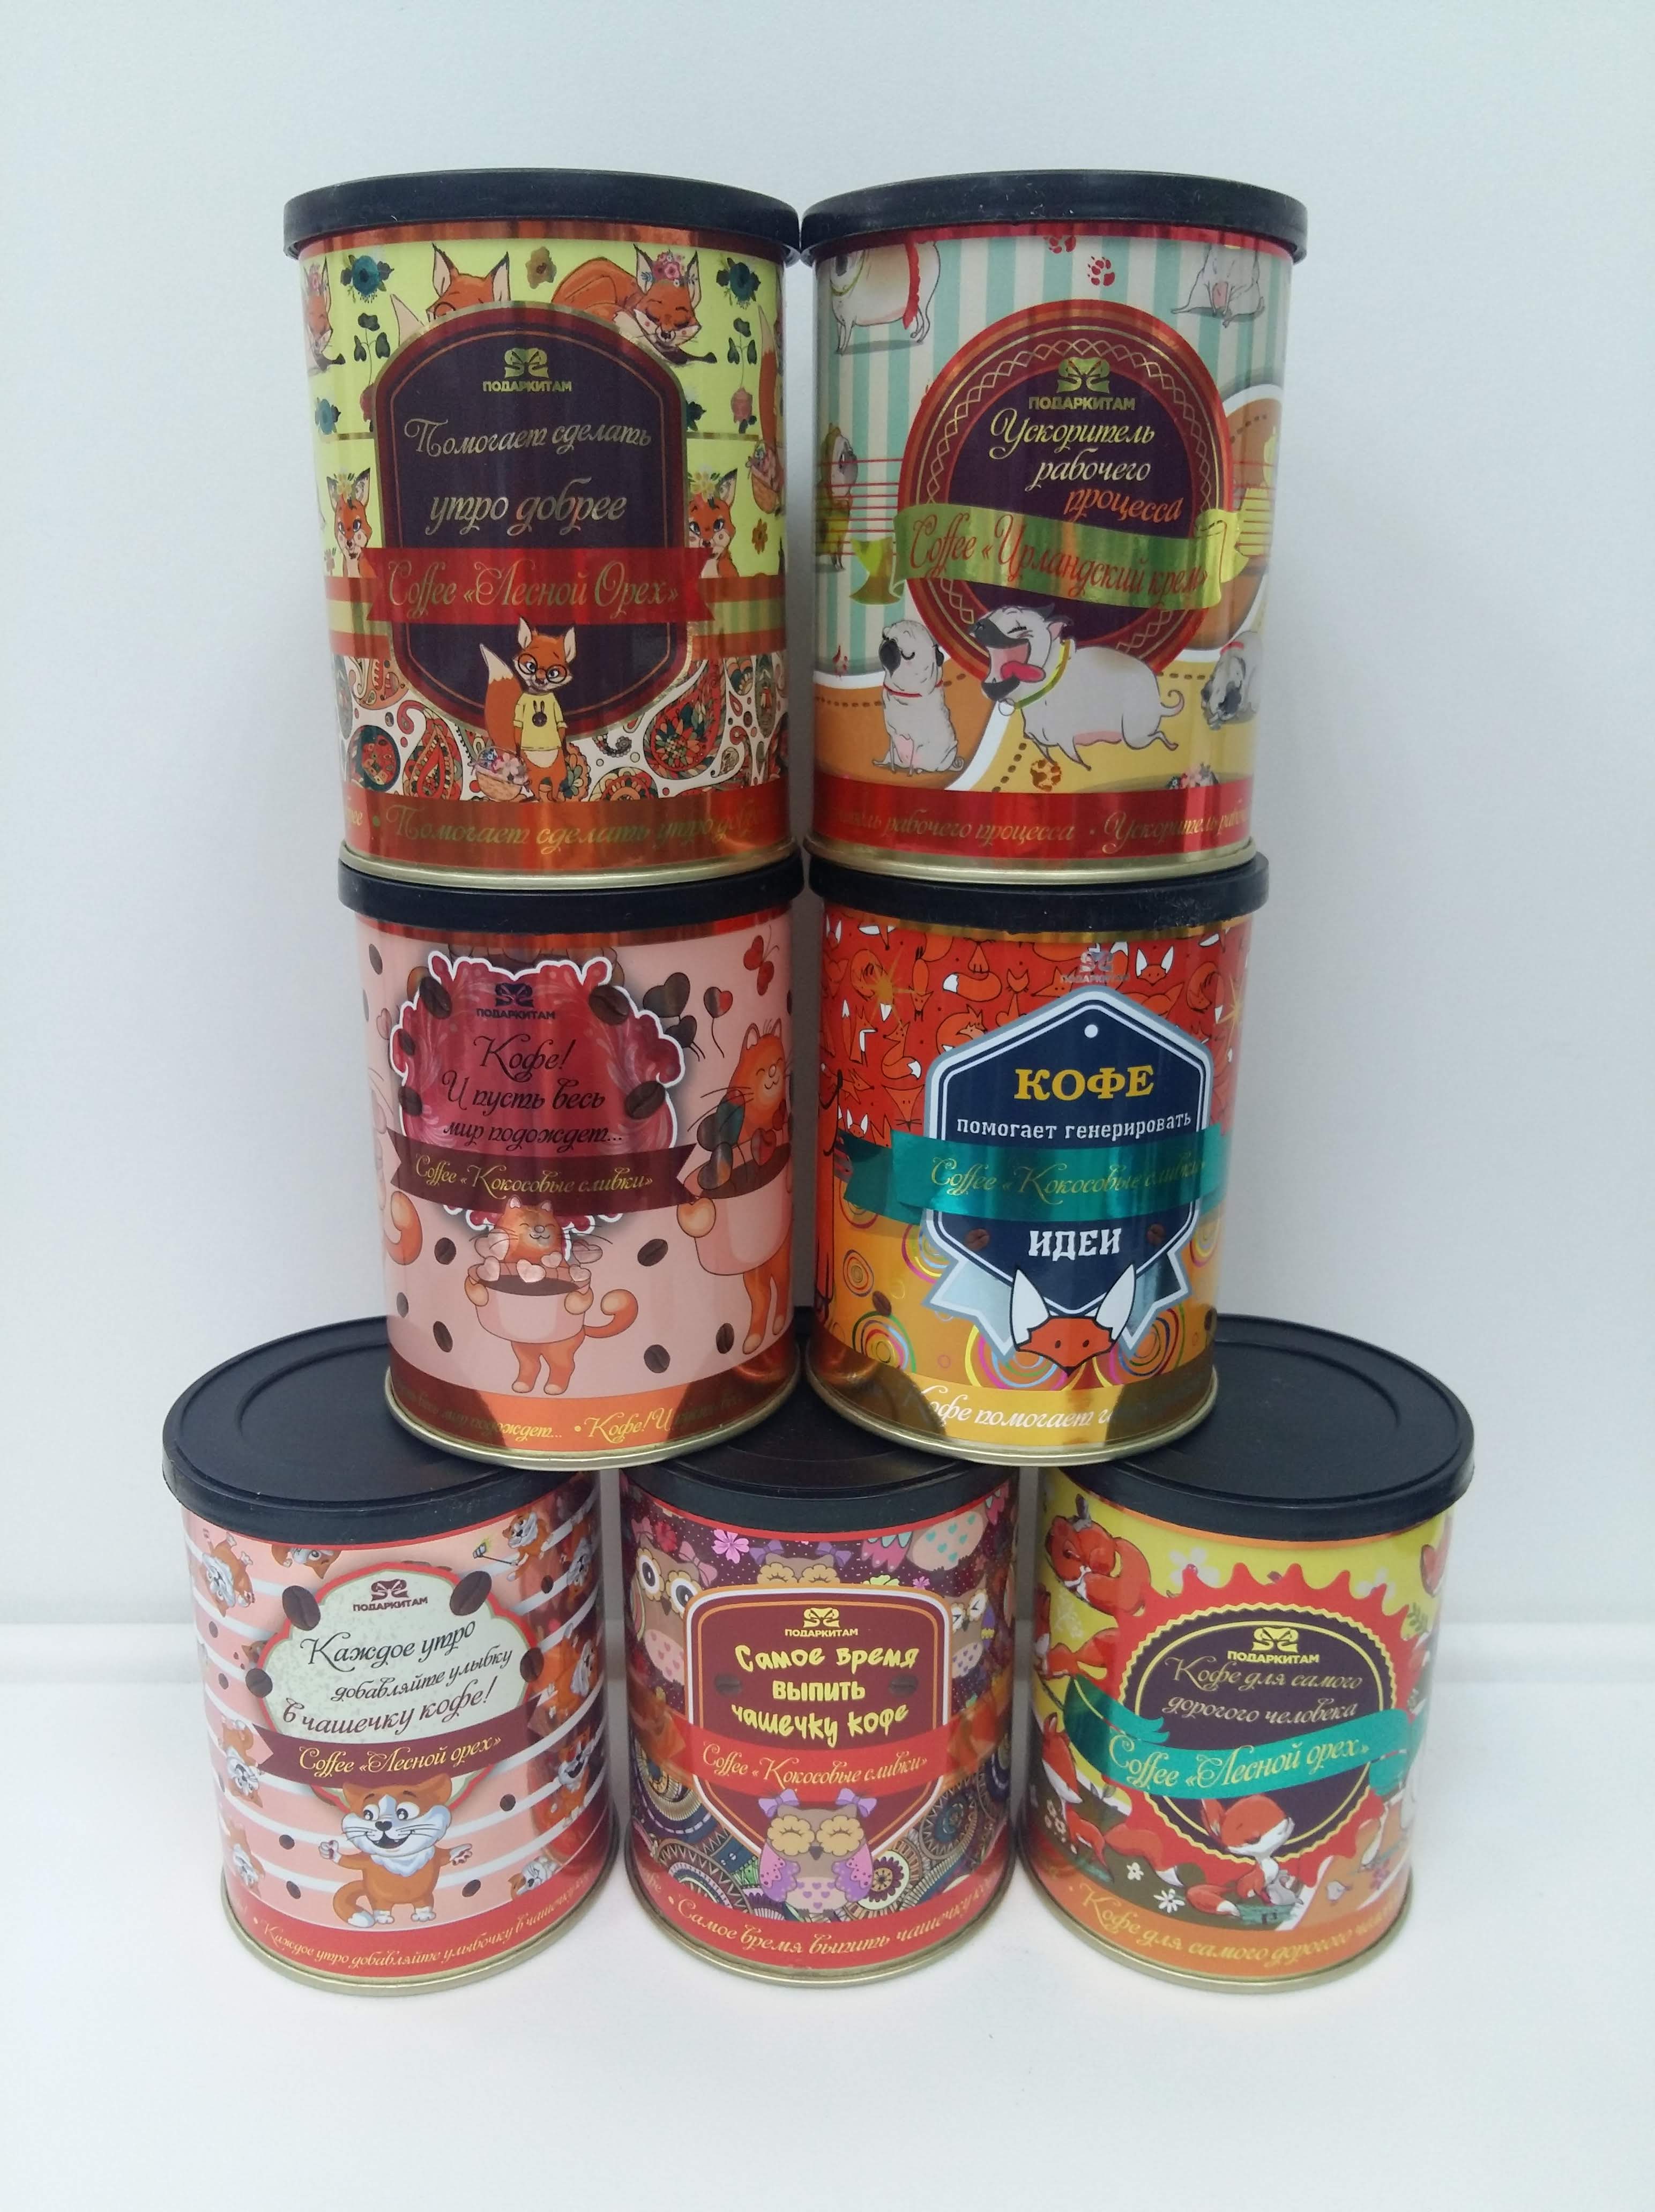 ПОДАРКИТАМ
Помогает сделать
утро добрее
Coffee «Лесной Орех»
Помогает сделать утро
ПОДАРКИТАМ
Ускоритель
рабочего
процесса
Coffee «Ирландский крем»
рабочего процесса • Ускоритель
ПОДАРКИТАМ
Кофе!
И пусть весь
мир подождет...
Coffee «Кокосовые сливки»
мир подождет... • Кофе! И
ПОДАРКИТАМ
КОФЕ
помогает генерировать
Coffee «Кокосовые сливки»
ИДЕИ
Кофе помогает
ПОДАРКИТАМ
Каждое утро
добавляйте улыбку
в чашечку кофе!
Coffee «Лесной орех»
• Каждое утро добавляйте улыбочку в чашечку
ПОДАРКИТАМ
Самое время
выпить
чашечку кофе
Coffee «Кокосовые сливки»
• Самое время выпить чашечку
ПОДАРКИТАМ
Кофе для самого
дорогого человека
Coffee «Лесной орех»
• Кофе для самого дорогого